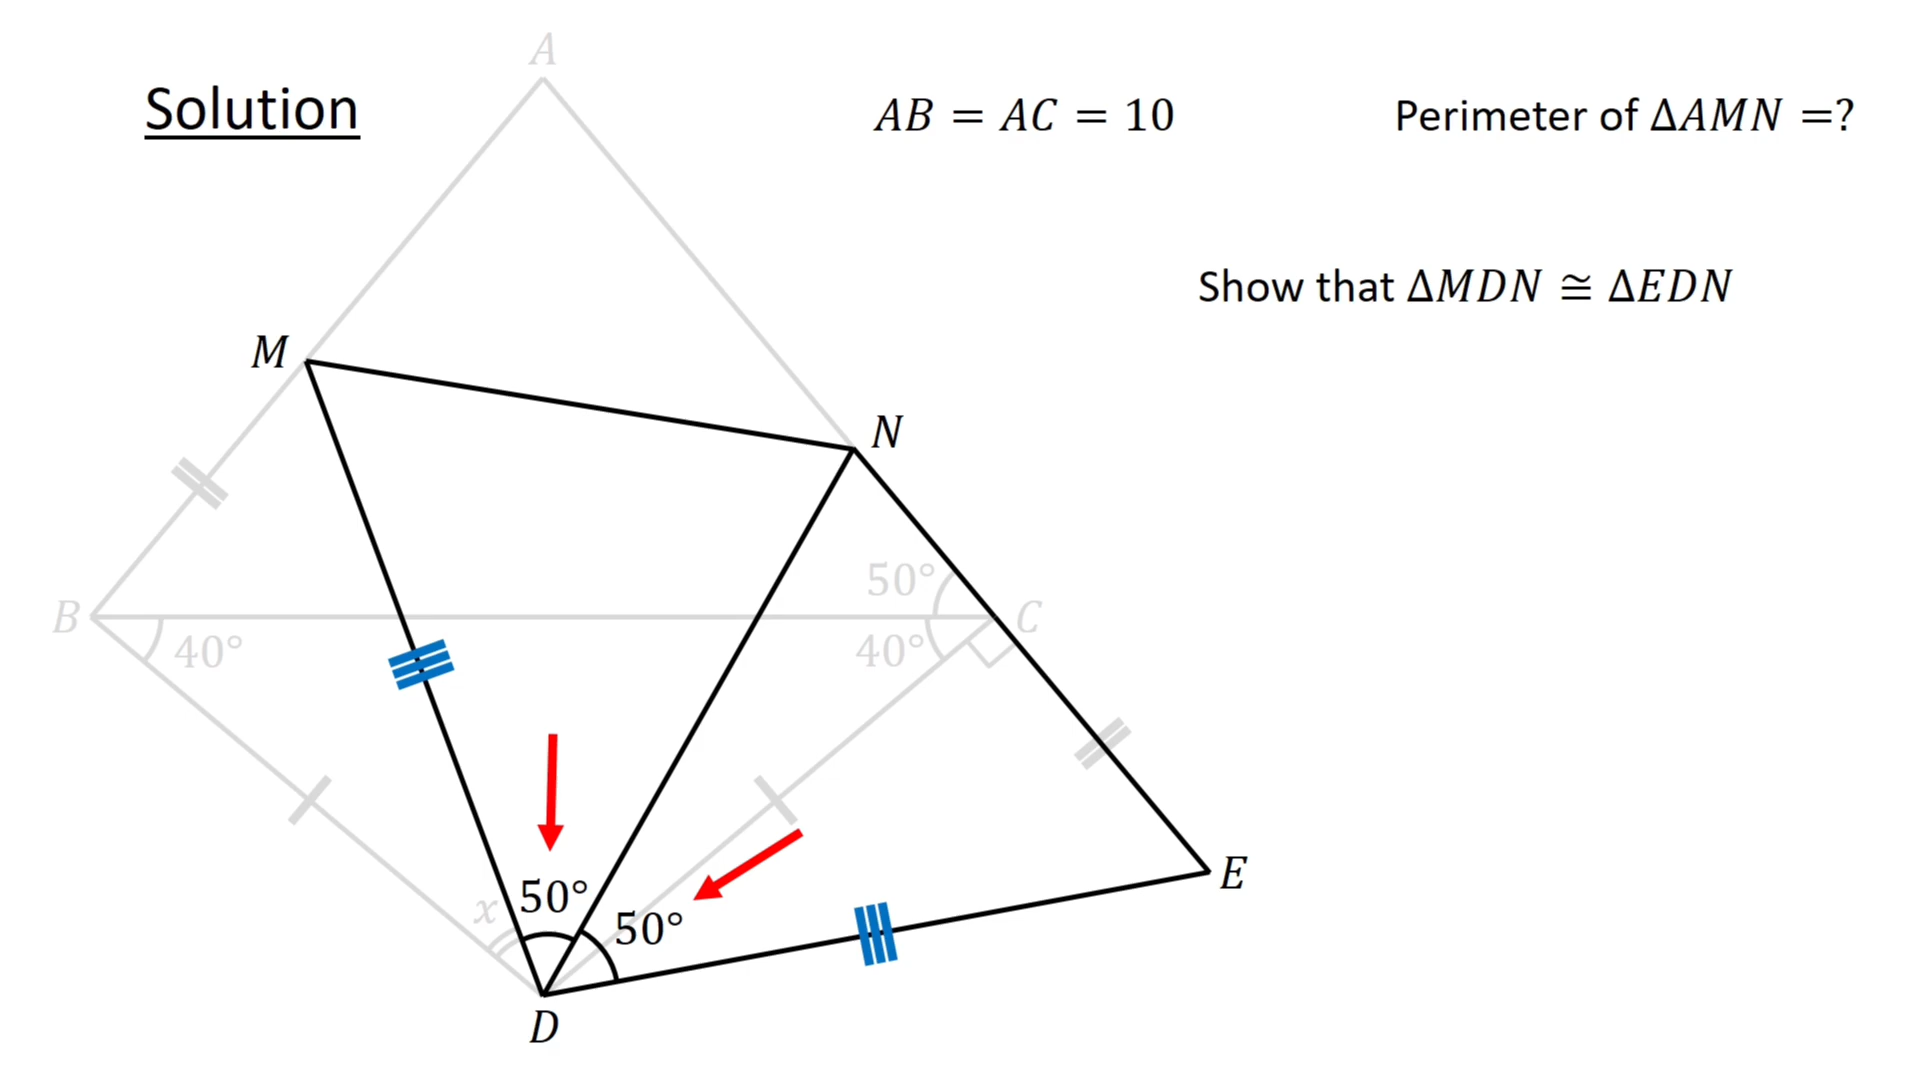 A
Solution
𝐴𝐵 = 𝐴𝐶 = 10
Perimeter of Δ𝐴𝑀𝑁 =?
Show that Δ𝑀𝐷𝑁 ≅ Δ𝐸𝐷𝑁
M
N
50°
B
C
40°
40°
E
50°
x
50°
D